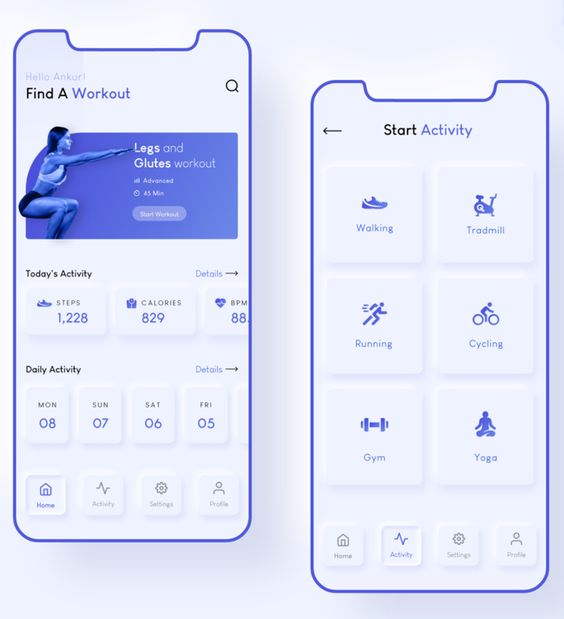 Hello Ankur!
Find A Workout
Legs and
Glutes workout
Advanced
45 Min
Start Workout
Today's Activity
Details
STEPS
1,228
CALORIES
829
BPM
88.
Daily Activity
Details
MON
08
SUN
07
SAT
06
FRI
05
Home
Activity
Settings
Profile
Start Activity
Walking
Tradmill
Running
Cycling
Gym
Yoga
Home
Activity
Settings
Profile